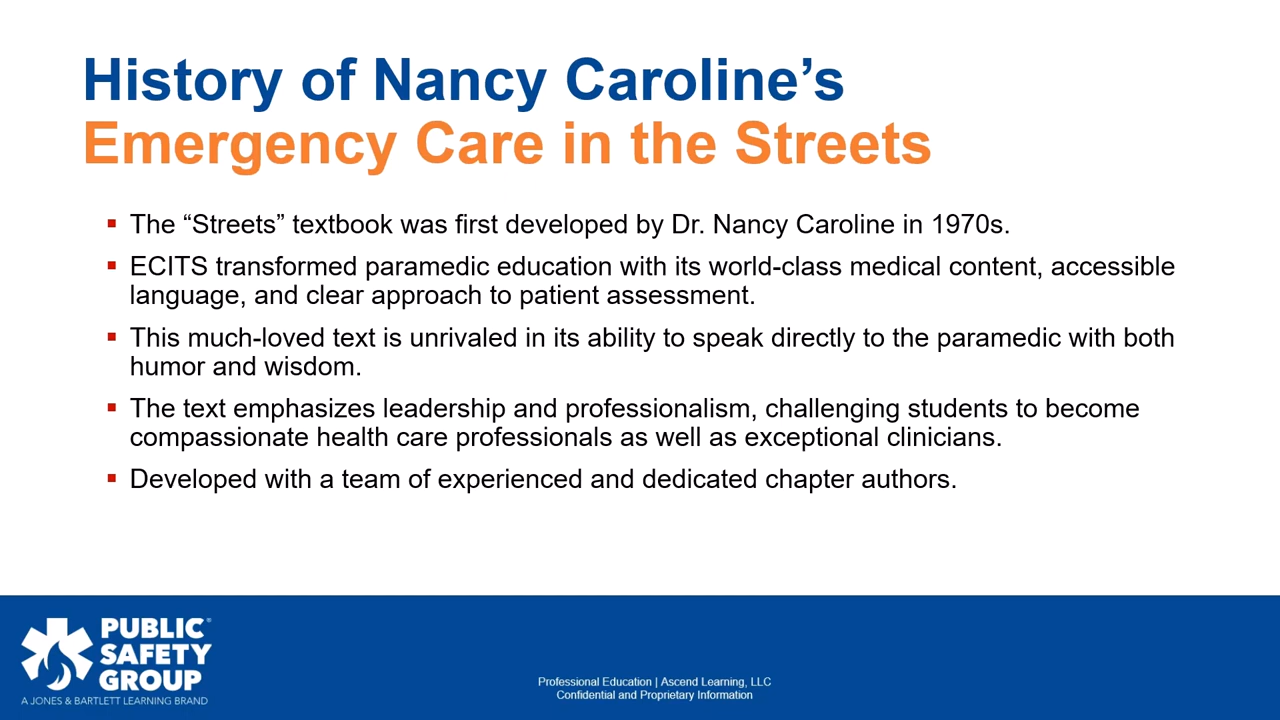 History of Nancy Caroline’s
Emergency Care in the Streets
▪ The “Streets” textbook was first developed by Dr. Nancy Caroline in 1970s.
▪ ECITS transformed paramedic education with its world-class medical content, accessible
language, and clear approach to patient assessment.
▪ This much-loved text is unrivaled in its ability to speak directly to the paramedic with both
humor and wisdom.
▪ The text emphasizes leadership and professionalism, challenging students to become
compassionate health care professionals as well as exceptional clinicians.
▪ Developed with a team of experienced and dedicated chapter authors.
PUBLIC
SAFETY
GROUP
A JONES & BARTLETT LEARNING BRAND
Professional Education | Ascend Learning, LLC
Confidential and Proprietary Information